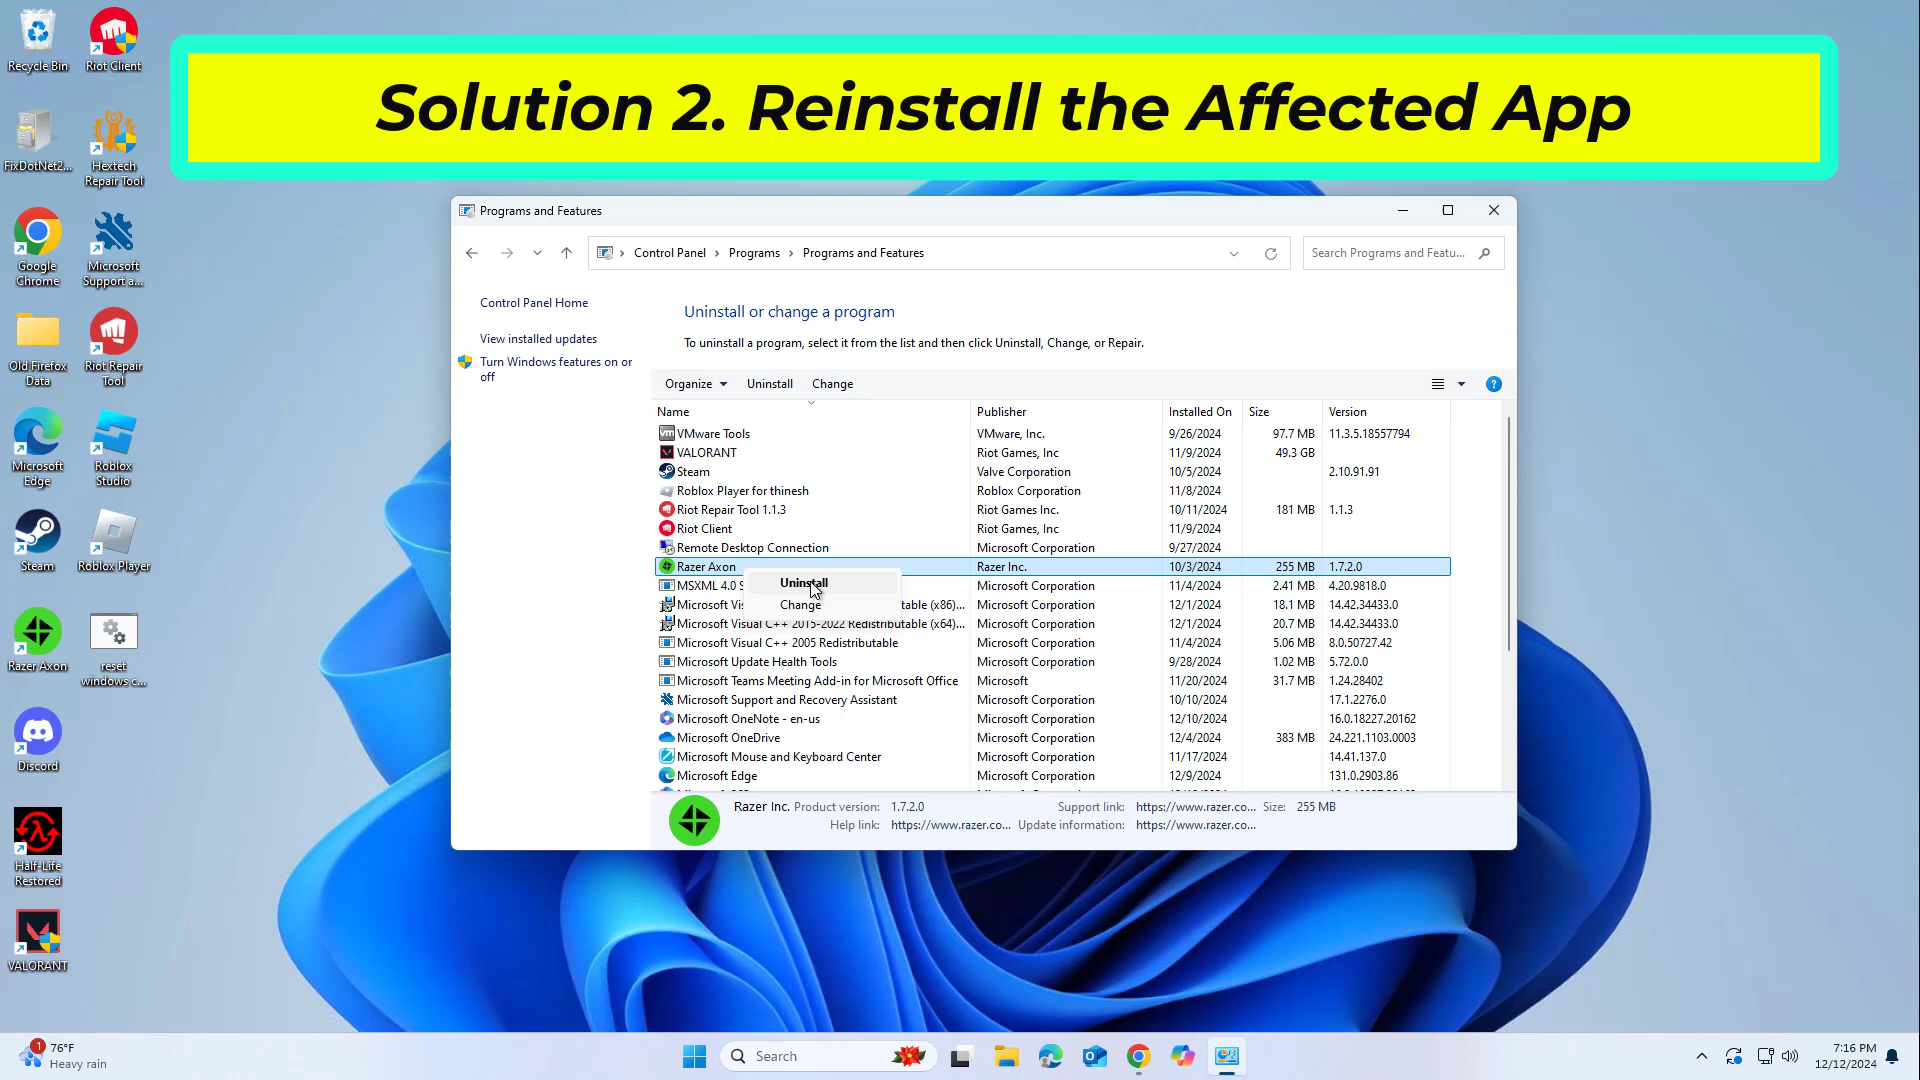 Solution 2. Reinstall the Affected App
Recycle Bin
Riot Client
FixDotNet2...
Hextech
Repair Tool
Google
Chrome
Microsoft
Support a...
Old Firefox
Data
Riot Repair
Tool
Microsoft
Edge
Roblox
Studio
Steam
Roblox Player
Razer Axon
reset
windows c...
Discord
Half-Life
Restored
VALORANT
Programs and Features
Control Panel > Programs > Programs and Features
Search Programs and Featu...
Control Panel Home
View installed updates
Turn Windows features on or
off
Uninstall or change a program
To uninstall a program, select it from the list and then click Uninstall, Change, or Repair.
Organize Uninstall Change
Name Publisher Installed On Size Version
VMware Tools VMware, Inc. 9/26/2024 97.7 MB 11.3.5.18557794
VALORANT Riot Games, Inc 11/9/2024 49.3 GB
Steam Valve Corporation 10/5/2024 2.10.91.91
Roblox Player for thinesh Roblox Corporation 11/8/2024
Riot Repair Tool 1.1.3 Riot Games Inc. 10/11/2024 181 MB 1.1.3
Riot Client Riot Games, Inc 11/9/2024
Remote Desktop Connection Microsoft Corporation 9/27/2024
Razer Axon Razer Inc. 10/3/2024 255 MB 1.7.2.0
Uninstall
Change
MSXML 4.0 S Microsoft Corporation 11/4/2024 2.41 MB 4.20.9818.0
Microsoft Vis table (x86)... Microsoft Corporation 12/1/2024 18.1 MB 14.42.34433.0
Microsoft Visual C++ 2015-2022 Redistributable (x64)... Microsoft Corporation 12/1/2024 20.7 MB 14.42.34433.0
Microsoft Visual C++ 2005 Redistributable Microsoft Corporation 11/4/2024 5.06 MB 8.0.50727.42
Microsoft Update Health Tools Microsoft Corporation 9/28/2024 1.02 MB 5.72.0.0
Microsoft Teams Meeting Add-in for Microsoft Office Microsoft 11/20/2024 31.7 MB 1.24.28402
Microsoft Support and Recovery Assistant Microsoft Corporation 10/10/2024 17.1.2276.0
Microsoft OneNote - en-us Microsoft Corporation 12/10/2024 16.0.18227.20162
Microsoft OneDrive Microsoft Corporation 12/4/2024 383 MB 24.221.1103.0003
Microsoft Mouse and Keyboard Center Microsoft Corporation 11/17/2024 14.41.137.0
Microsoft Edge Microsoft Corporation 12/9/2024 131.0.2903.86
Razer Inc. Product version: 1.7.2.0 Support link: https://www.razer.co... Size: 255 MB
Help link: https://www.razer.co... Update information: https://www.razer.co...
1
76°F
Heavy rain
Search
7:16 PM
12/12/2024